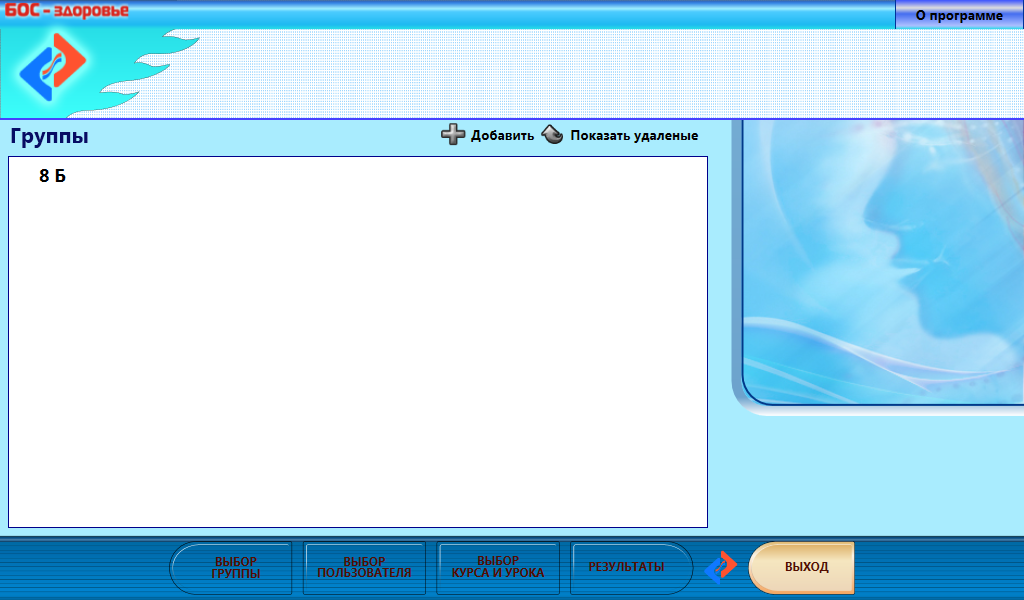 БОС - здоровье
О программе
Группы
Добавить
Показать удаленые
8 Б
ВЫБОР
ГРУППЫ
ВЫБОР
ПОЛЬЗОВАТЕЛЯ
ВЫБОР
КУРСА И УРОКА
РЕЗУЛЬТАТЫ
ВЫХОД